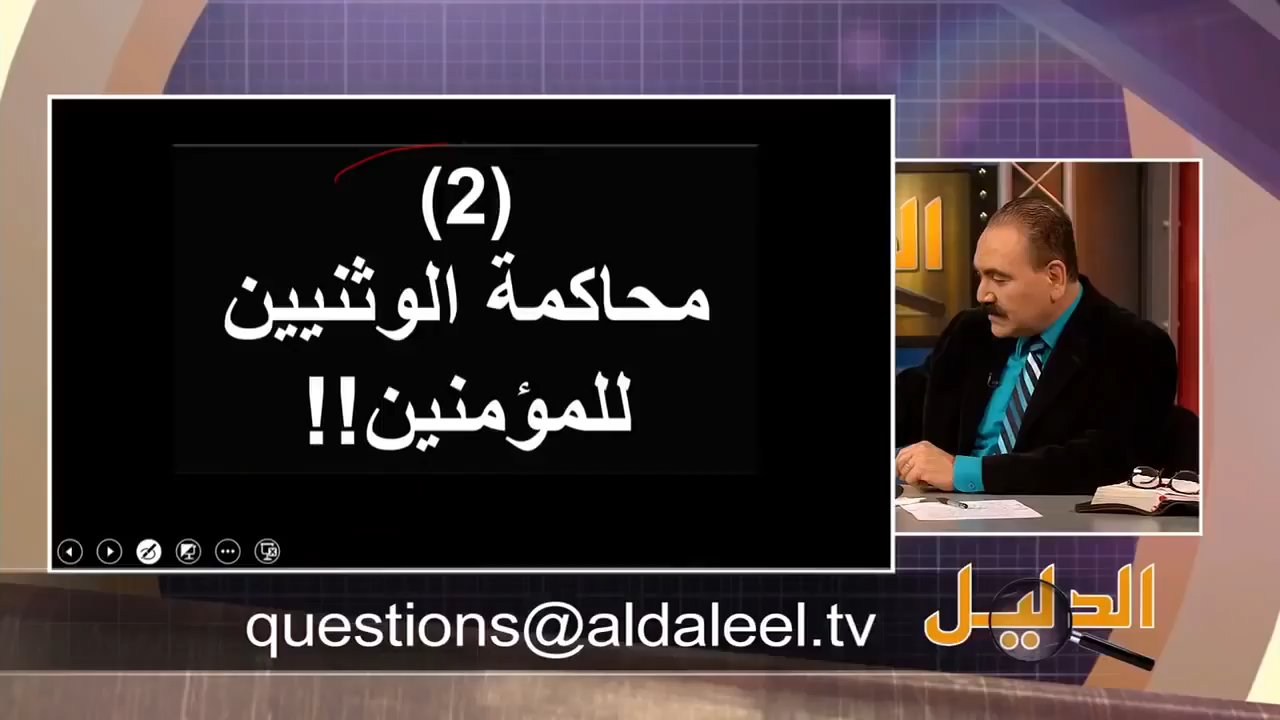 (2)
محاكمة الوثنيين
للمؤمنين!!
الدليل
questions@aldaleel.tv